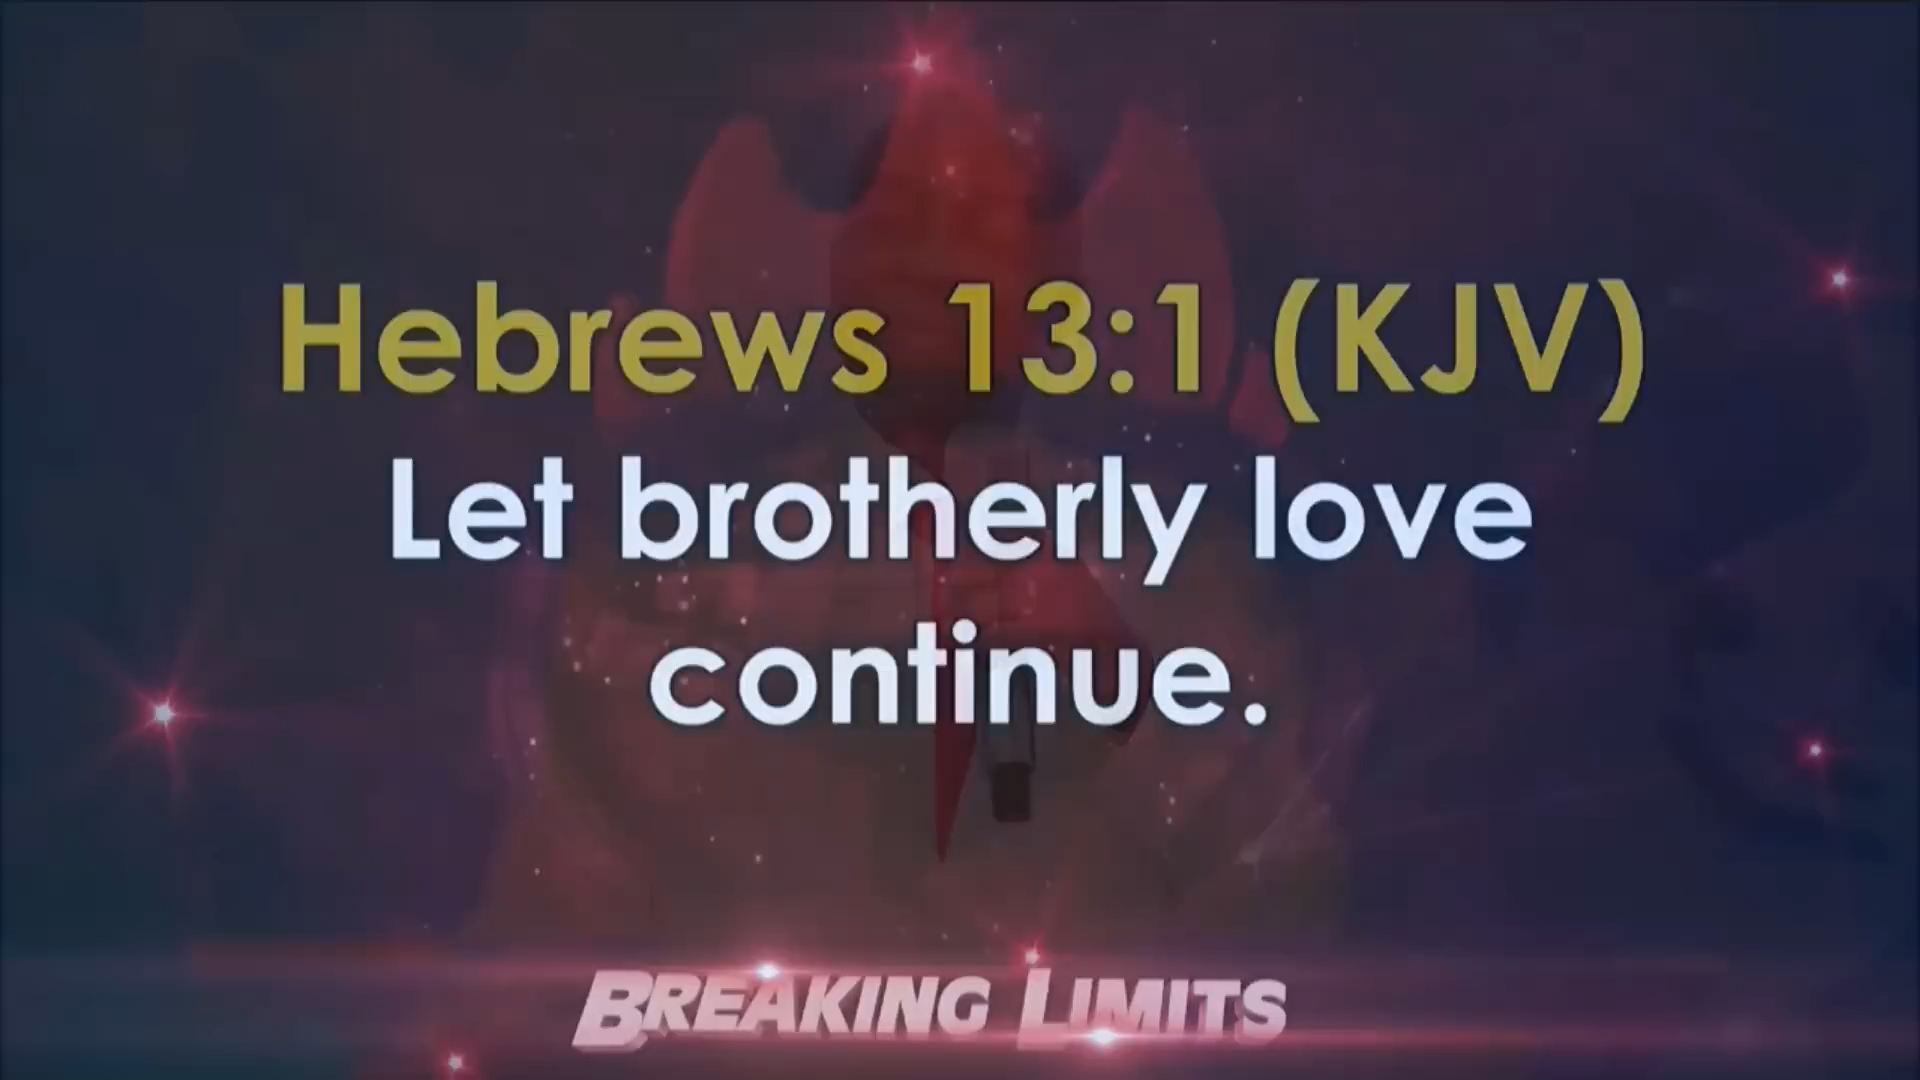 Hebrews 13:1 (KJV)
Let brotherly love
continue.
BREAKING LIMITS